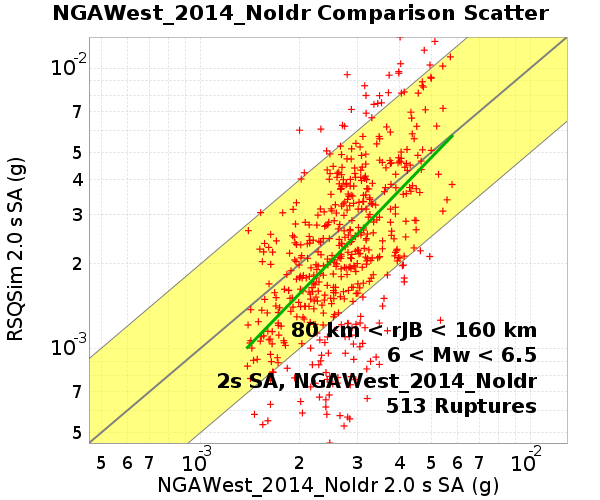 NGAWest_2014_NoIdr Comparison Scatter
10-2
7
5
4
3
2
10-3
7
5
RSQSim 2.0 s SA (g)
80 km < rJB < 160 km
6 < Mw < 6.5
2s SA, NGAWest_2014_NoIdr
513 Ruptures
5 6 7 10-3 2 3 4 5 6 7 10-2
NGAWest_2014_NoIdr 2.0 s SA (g)